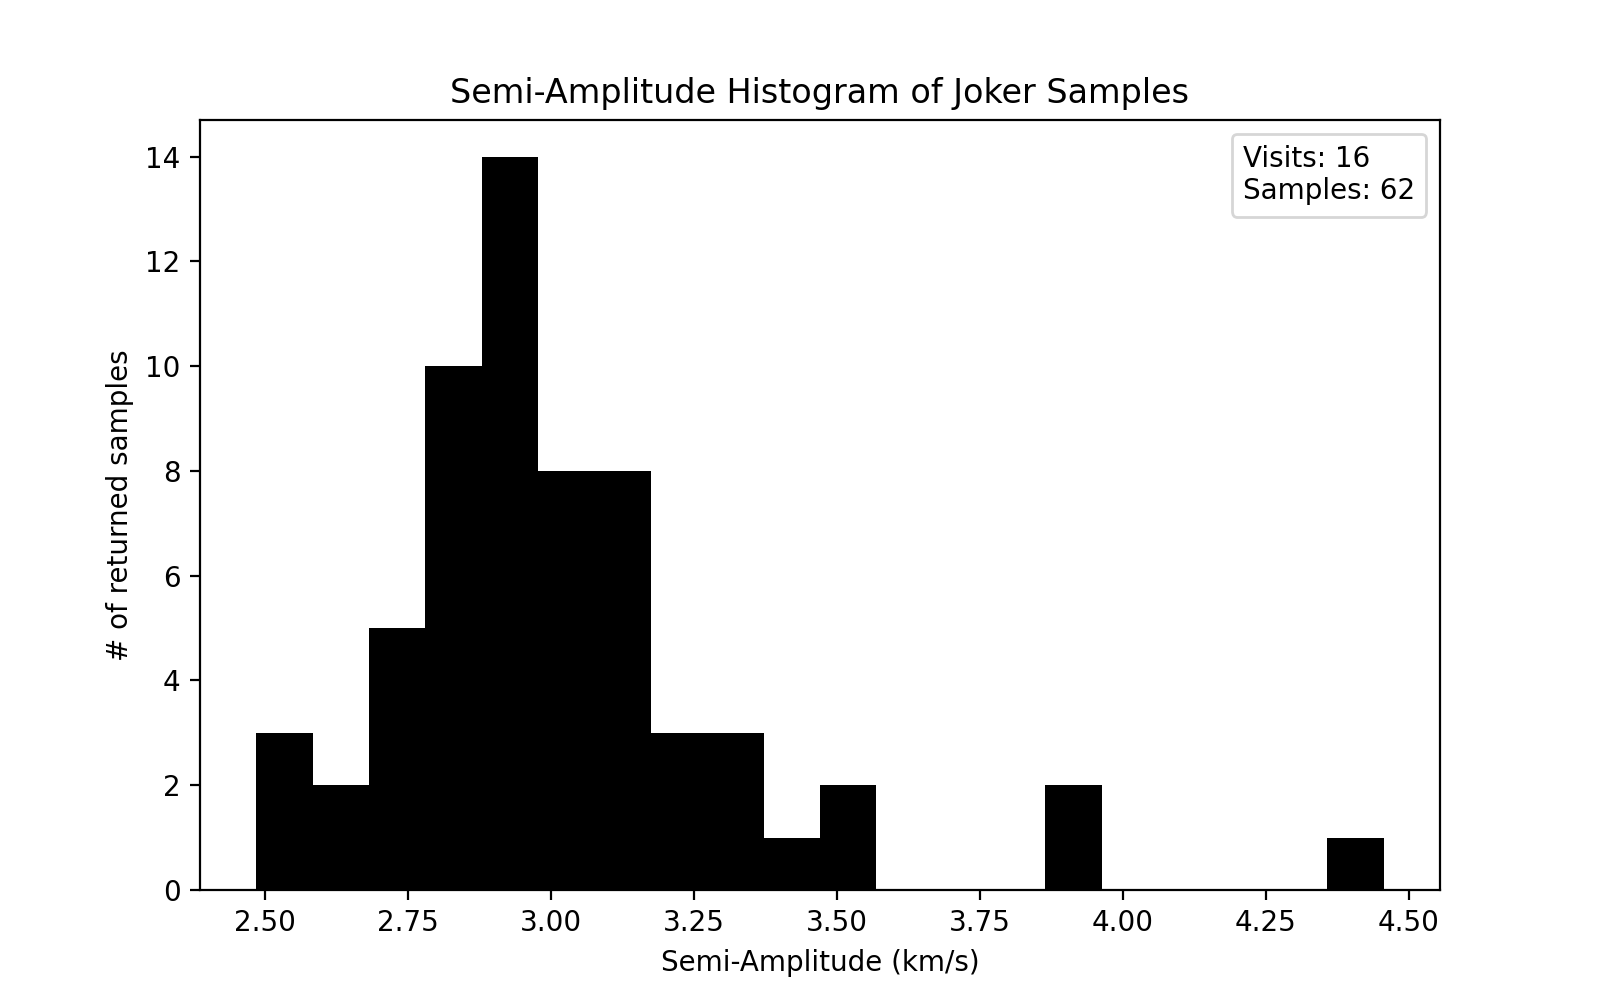 Semi-Amplitude Histogram of Joker Samples
Visits: 16
Samples: 62
# of returned samples
14
12
10
8
6
4
2
0
2.50 2.75 3.00 3.25 3.50 3.75 4.00 4.25 4.50
Semi-Amplitude (km/s)